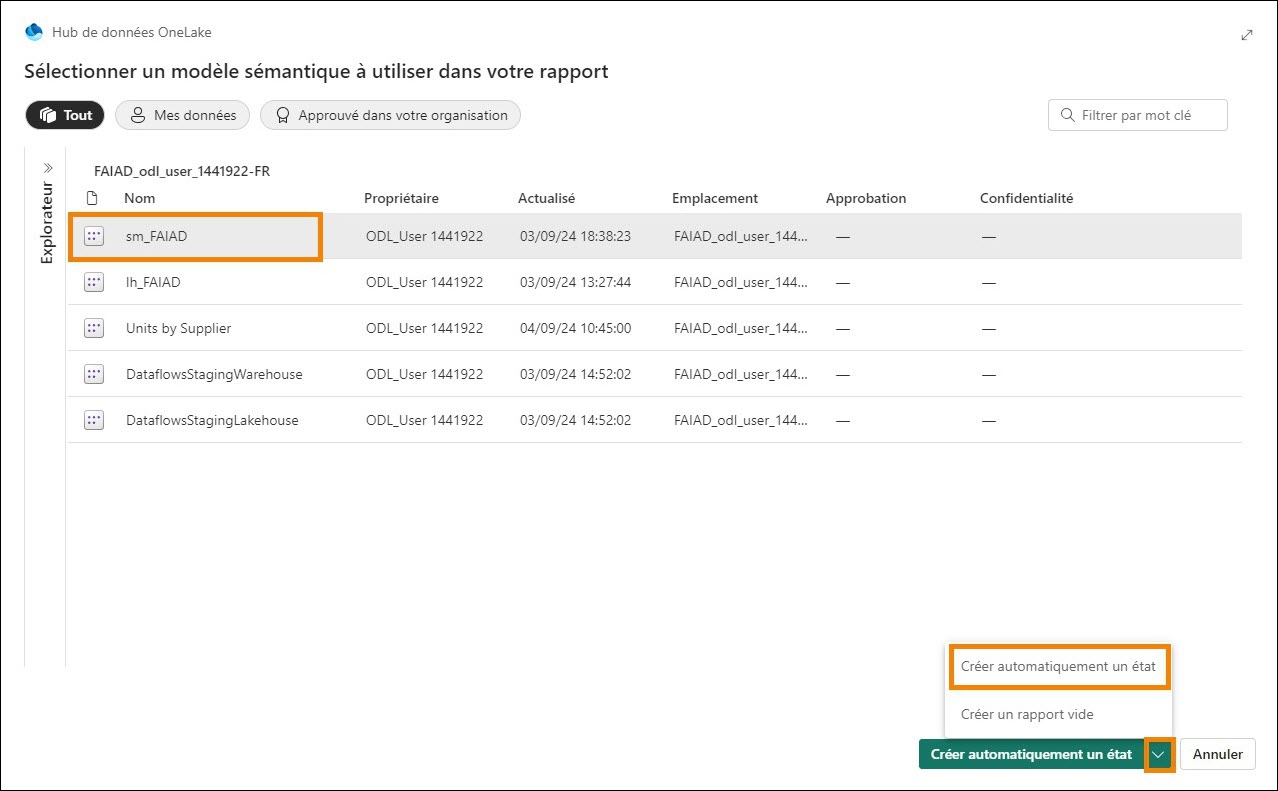 Hub de données OneLake
Sélectionner un modèle sémantique à utiliser dans votre rapport
Tout Mes données Approuvé dans votre organisation Filtrer par mot clé
Explorateur
FAIAD_odl_user_1441922-FR
Nom Propriétaire Actualisé Emplacement Approbation Confidentialité
sm_FAIAD ODL_User 1441922 03/09/24 18:38:23 FAIAD_odl_user_144... — —
lh_FAIAD ODL_User 1441922 03/09/24 13:27:44 FAIAD_odl_user_144... — —
Units by Supplier ODL_User 1441922 04/09/24 10:45:00 FAIAD_odl_user_144... — —
DataflowsStagingWarehouse ODL_User 1441922 03/09/24 14:52:02 FAIAD_odl_user_144... — —
DataflowsStagingLakehouse ODL_User 1441922 03/09/24 14:52:02 FAIAD_odl_user_144... — —
Créer automatiquement un état
Créer un rapport vide
Créer automatiquement un état Annuler